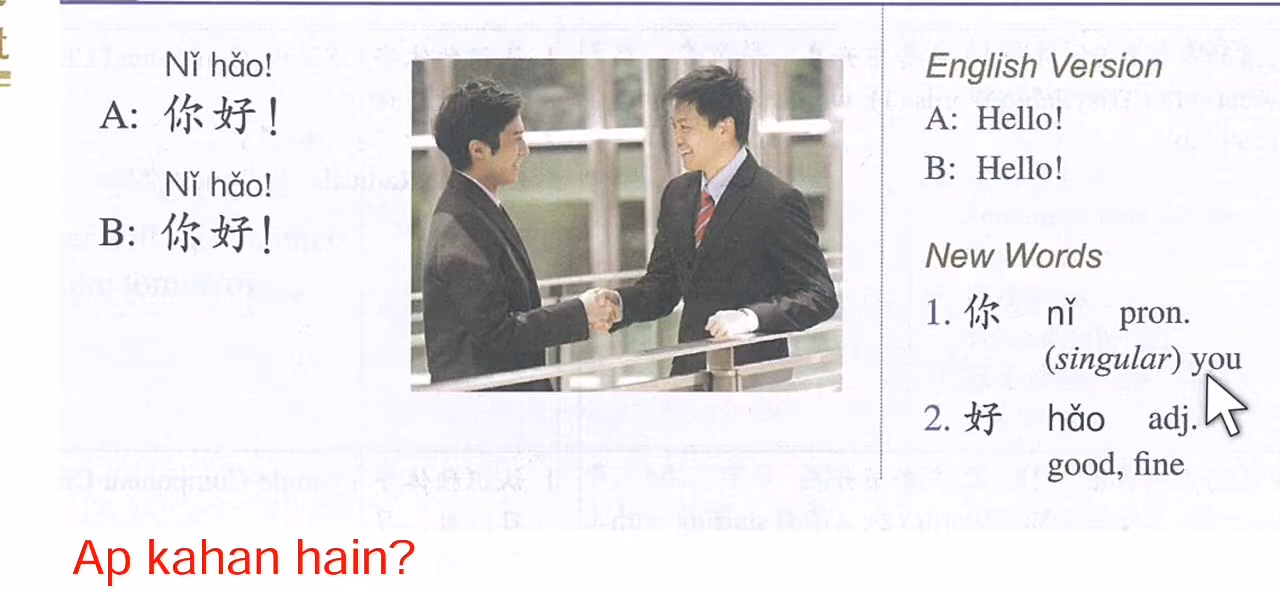 Nǐ hǎo!
A: 你好！
Nǐ hǎo!
B: 你好！
English Version
A: Hello!
B: Hello!
New Words
1. 你 nǐ pron.
(singular) you
2. 好 hǎo adj.
good, fine
Ap kahan hain?